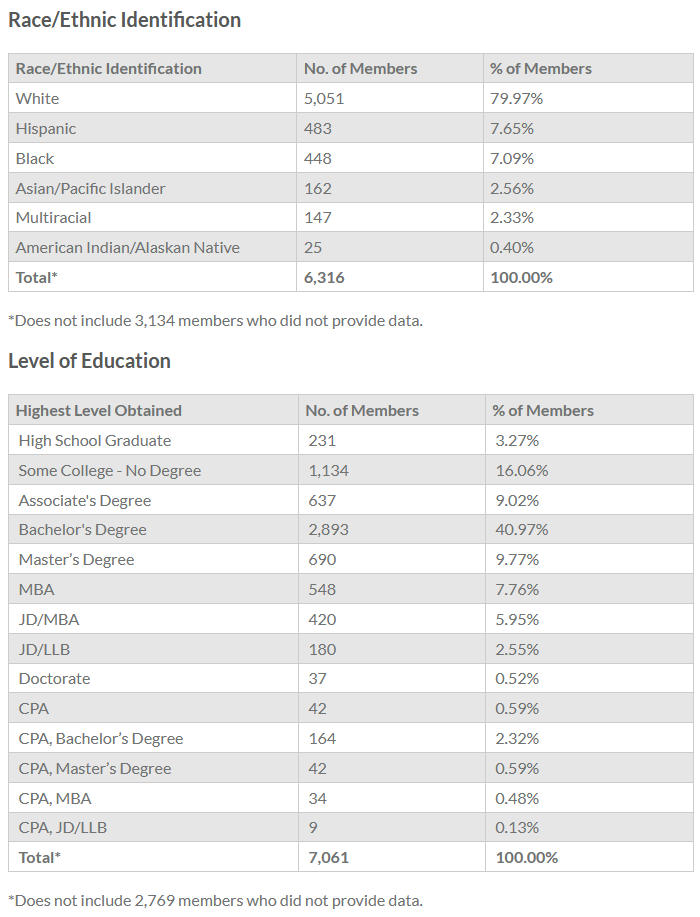 Race/Ethnic Identification
Race/Ethnic Identification No. of Members % of Members
White 5,051 79.97%
Hispanic 483 7.65%
Black 448 7.09%
Asian/Pacific Islander 162 2.56%
Multiracial 147 2.33%
American Indian/Alaskan Native 25 0.40%
Total* 6,316 100.00%
*Does not include 3,134 members who did not provide data.
Level of Education
Highest Level Obtained No. of Members % of Members
High School Graduate 231 3.27%
Some College - No Degree 1,134 16.06%
Associate's Degree 637 9.02%
Bachelor's Degree 2,893 40.97%
Master’s Degree 690 9.77%
MBA 548 7.76%
JD/MBA 420 5.95%
JD/LLB 180 2.55%
Doctorate 37 0.52%
CPA 42 0.59%
CPA, Bachelor’s Degree 164 2.32%
CPA, Master’s Degree 42 0.59%
CPA, MBA 34 0.48%
CPA, JD/LLB 9 0.13%
Total* 7,061 100.00%
*Does not include 2,769 members who did not provide data.